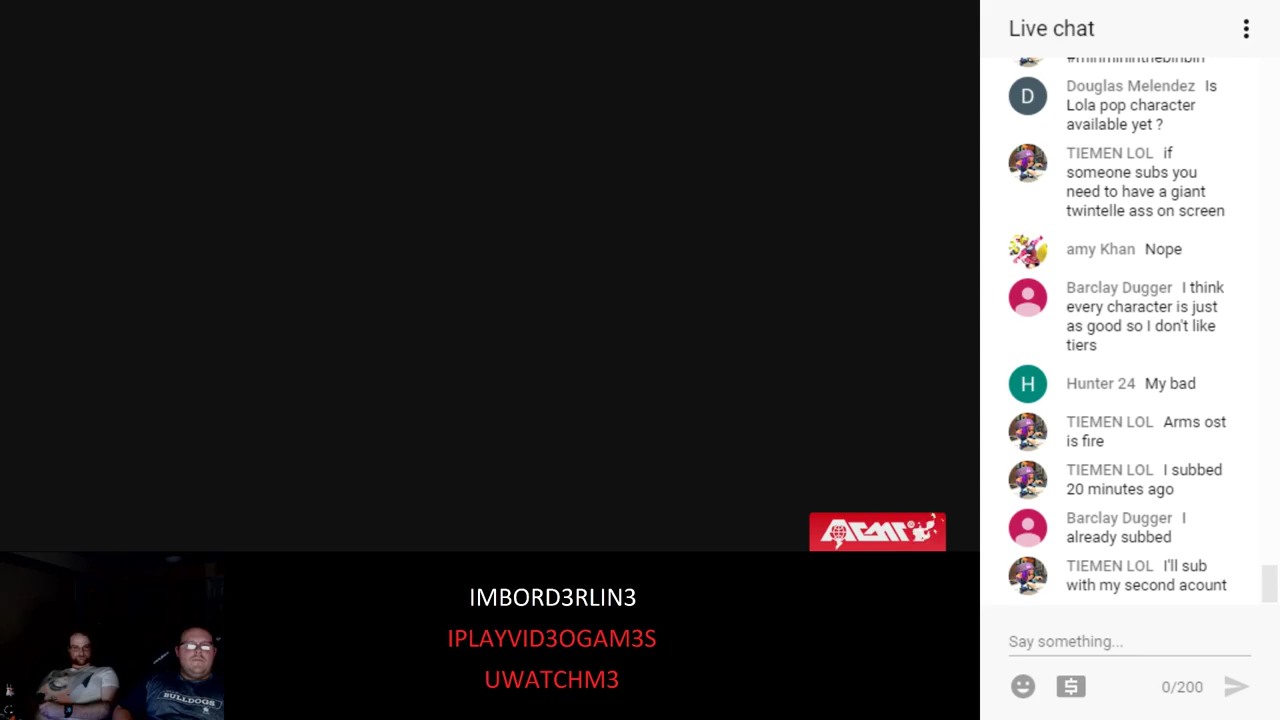 Live chat
#minmininthebinbin
Douglas Melendez Is
Lola pop character
available yet ?
TIEMEN LOL if
someone subs you
need to have a giant
twintelle ass on screen
amy Khan Nope
Barclay Dugger I think
every character is just
as good so I don't like
tiers
Hunter 24 My bad
TIEMEN LOL Arms ost
is fire
TIEMEN LOL I subbed
20 minutes ago
Barclay Dugger I
already subbed
TIEMEN LOL I'll sub
with my second acount
Say something...
0/200
D
H
IMBORD3RLIN3
IPLAYVID3OGAM3S
UWATCHM3
BULLDOGS